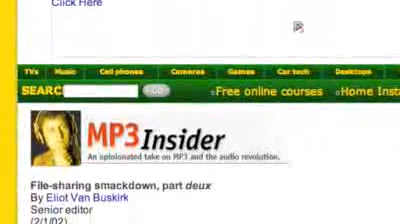 Click Here
TVs Music Cell phones Cameras Games Car tech Desktops
SEARC GO Free online courses Home Inst
MP3 Insider
An opinionated take on MP3 and the audio revolution.
File-sharing smackdown, part deux
By Eliot Van Buskirk
Senior editor
(2/1/02)